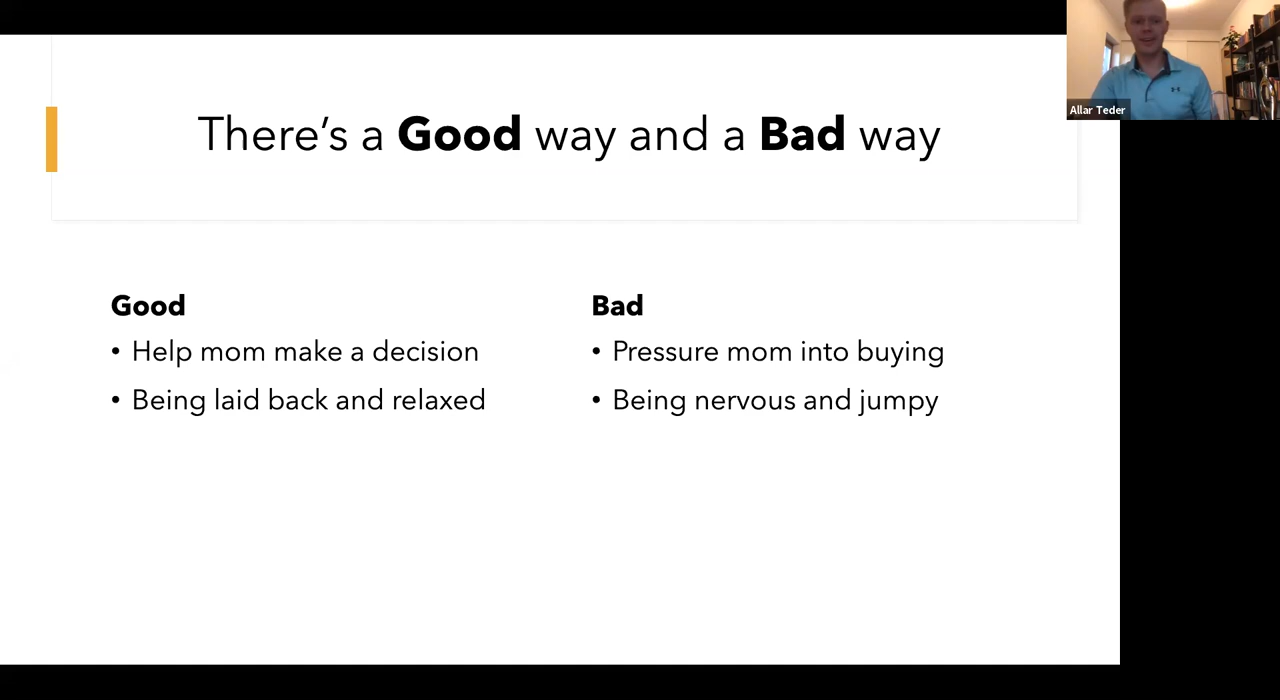 There’s a Good way and a Bad way
Allar Teder
Good
• Help mom make a decision
• Being laid back and relaxed
Bad
• Pressure mom into buying
• Being nervous and jumpy